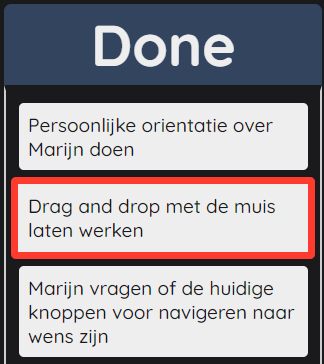 Done
Persoonlijke orientatie over
Marijn doen
Drag and drop met de muis
laten werken
Marijn vragen of de huidige
knoppen voor navigeren naar
wens zijn